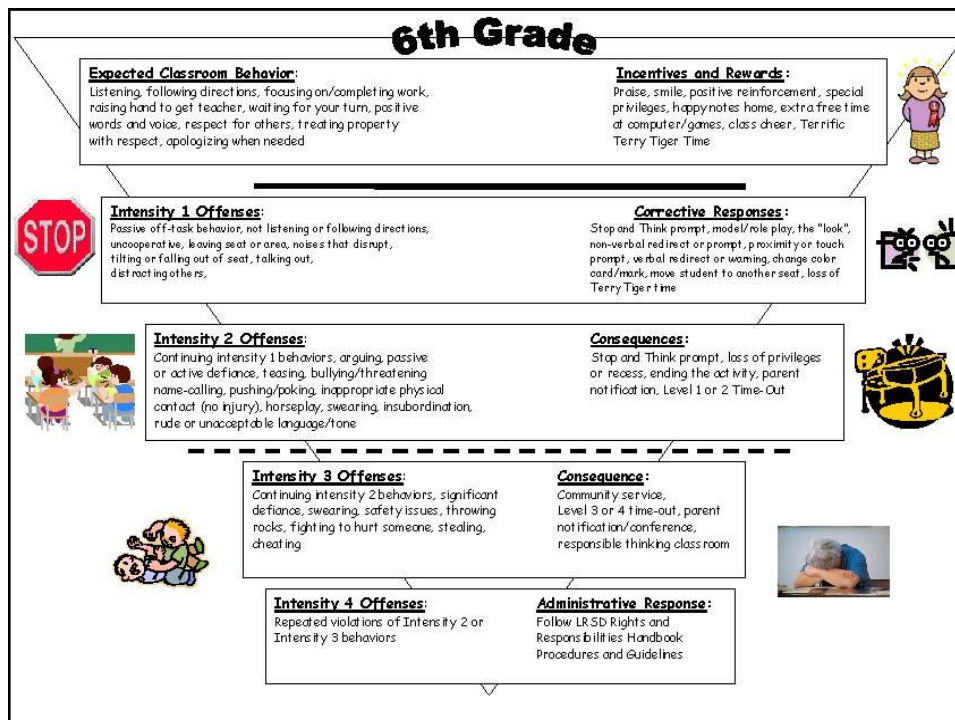 6th Grade
Expected Classroom Behavior:
Listening, following directions, focusing on/completing work,
raising hand to get teacher, waiting for your turn, positive
words and voice, respect for others, treating property
with respect, apologizing when needed
Incentives and Rewards:
Praise, smile, positive reinforcement, special
privileges, happy notes home, extra free time
at computer/games, class cheer, Terrific
Terry Tiger Time
STOP
Intensity 1 Offenses:
Passive off-task behavior, not listening or following directions,
uncooperative, leaving seat or area, noises that disrupt,
tilting or falling out of seat, talking out,
distracting others,
Corrective Responses:
Stop and Think prompt, model/role play, the "look",
non-verbal redirect or prompt, proximity or touch
prompt, verbal redirect or warning, change color
card/mark, move student to another seat, loss of
Terry Tiger time
Intensity 2 Offenses:
Continuing intensity 1 behaviors, arguing, passive
or active defiance, teasing, bullying/threatening
name-calling, pushing/poking, inappropriate physical
contact (no injury), horseplay, swearing, insubordination,
rude or unacceptable language/tone
Consequences:
Stop and Think prompt, loss of privileges
or recess, ending the activity, parent
notification, Level 1 or 2 Time-Out
Intensity 3 Offenses:
Continuing intensity 2 behaviors, significant
defiance, swearing, safety issues, throwing
rocks, fighting to hurt someone, stealing,
cheating
Consequence:
Community service,
Level 3 or 4 time-out, parent
notification/conference,
responsible thinking classroom
Intensity 4 Offenses:
Repeated violations of Intensity 2 or
Intensity 3 behaviors
Administrative Response:
Follow LRSD Rights and
Responsibilities Handbook
Procedures and Guidelines